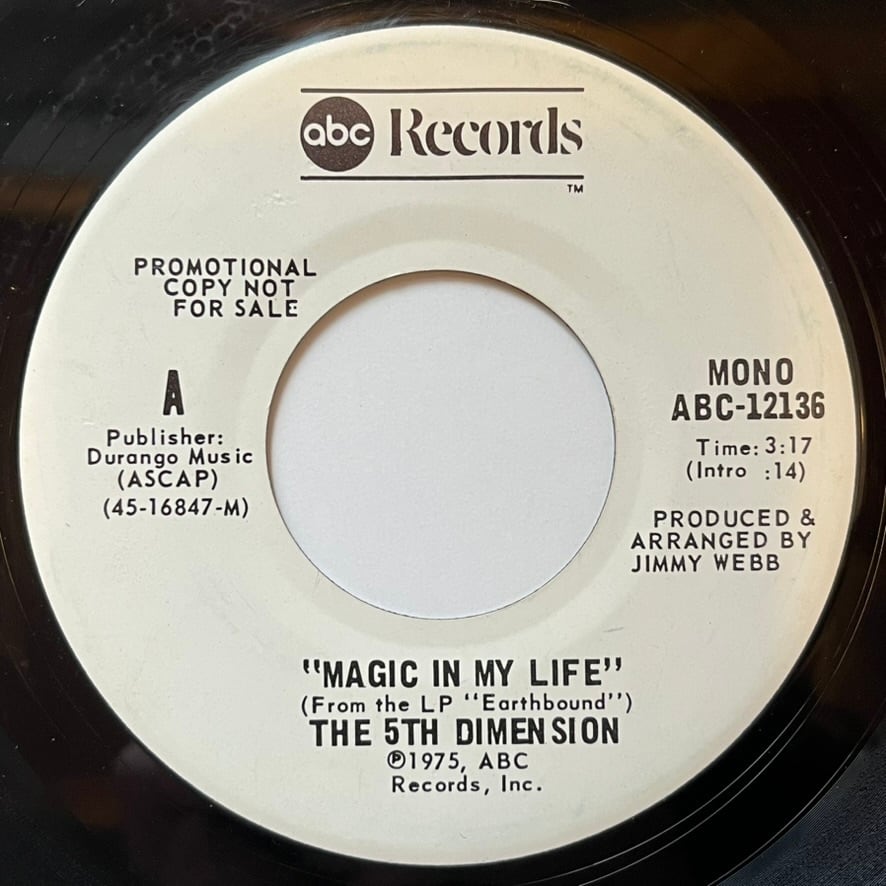 abc Records
TM
PROMOTIONAL
COPY NOT
FOR SALE
A
Publisher:
Durango Music
(ASCAP)
(45-16847-M)
MONO
ABC-12136
Time: 3:17
(Intro :14)
PRODUCED &
ARRANGED BY
JIMMY WEBB
"MAGIC IN MY LIFE"
(From the LP "Earthbound")
THE 5TH DIMENSION
℗1975, ABC
Records, Inc.